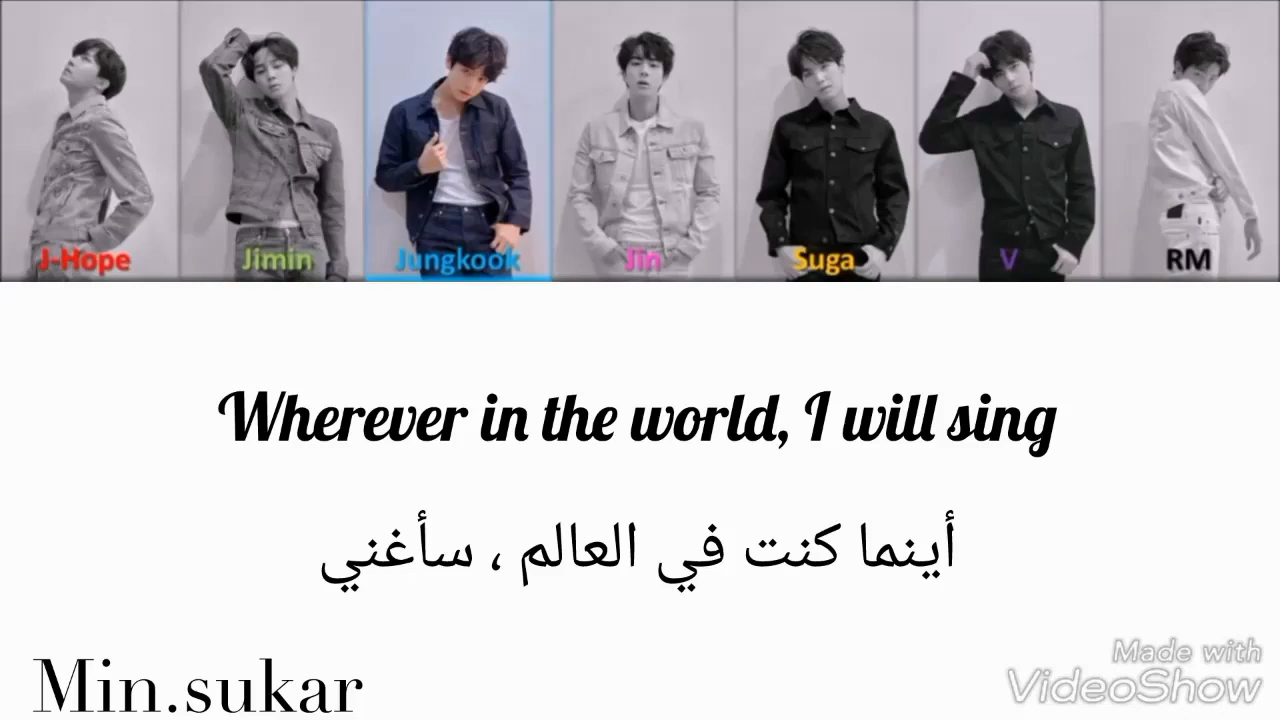 J-Hope Jimin Jungkook Jin Suga V RM
Wherever in the world, I will sing
أينما كنت في العالم ، سأغني
Min.sukar
Made with
VideoShow